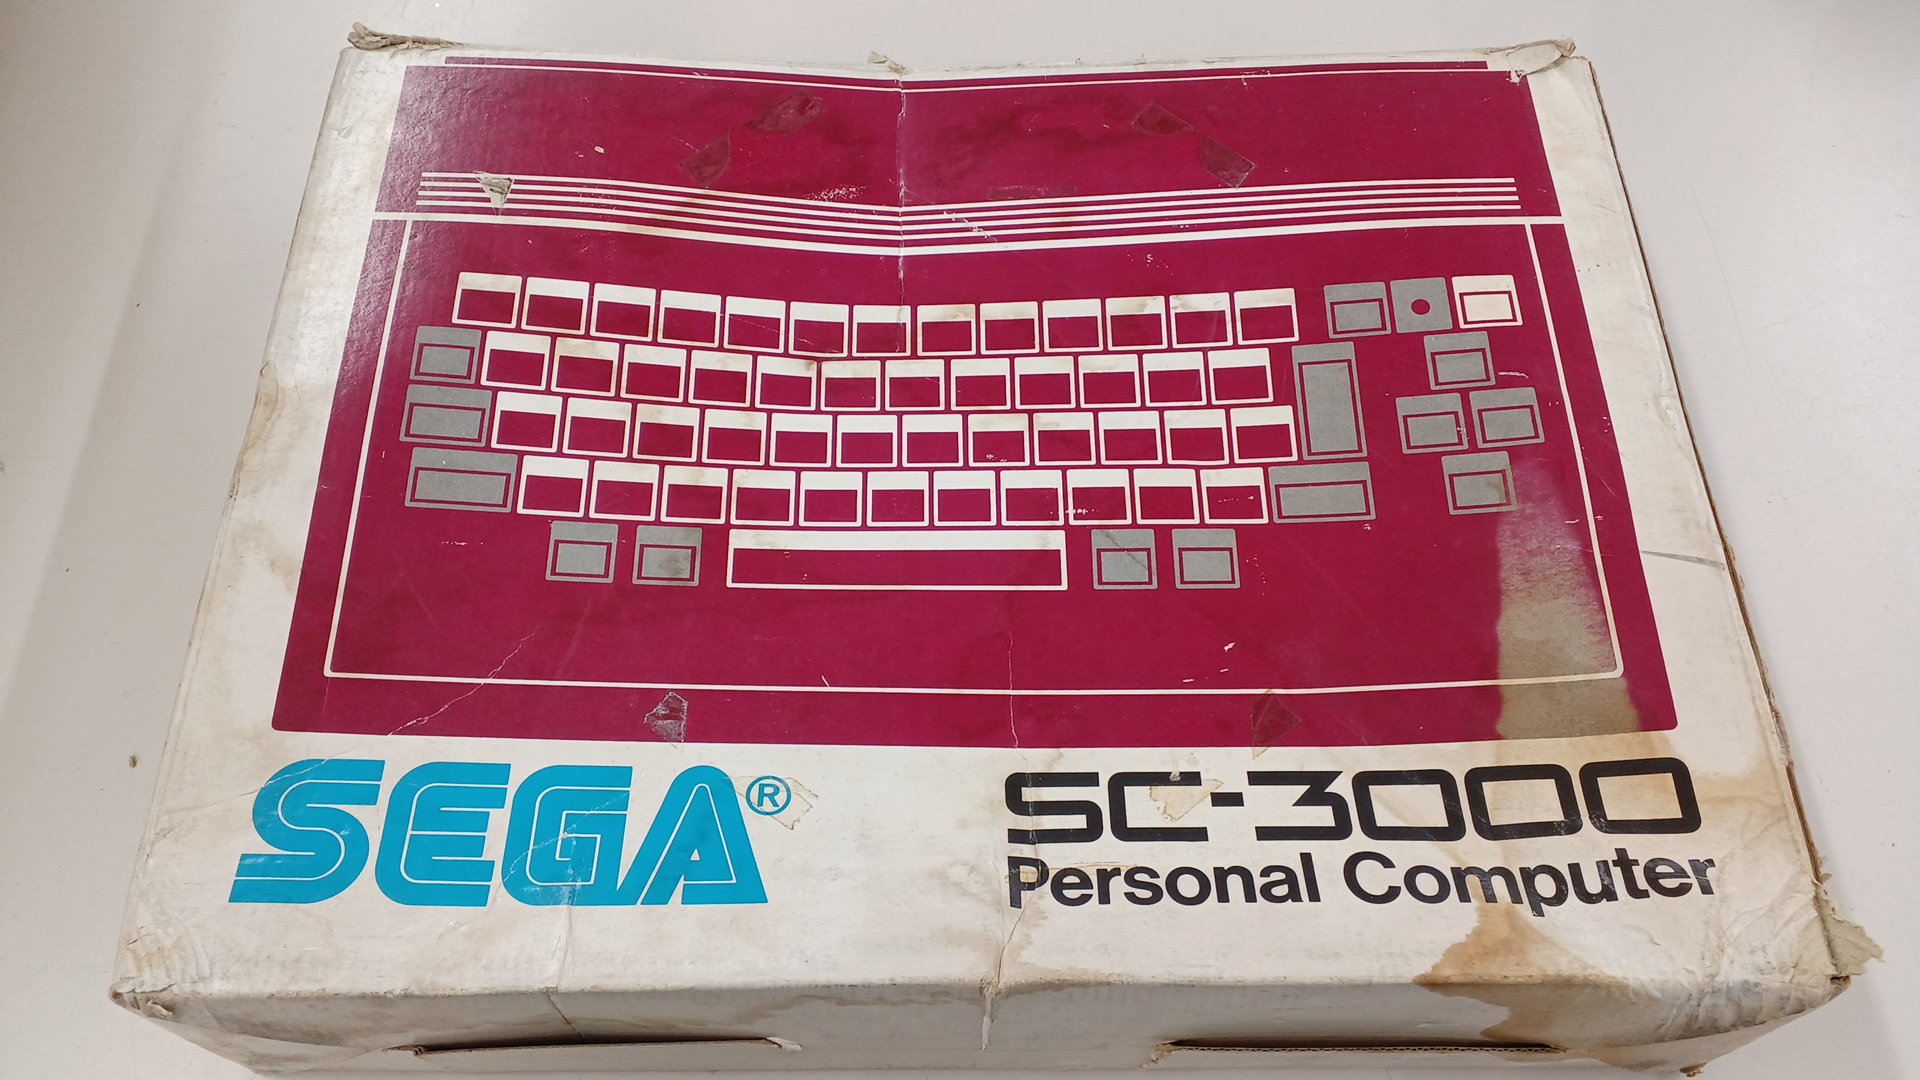 SEGA®
SC-3000
Personal Computer